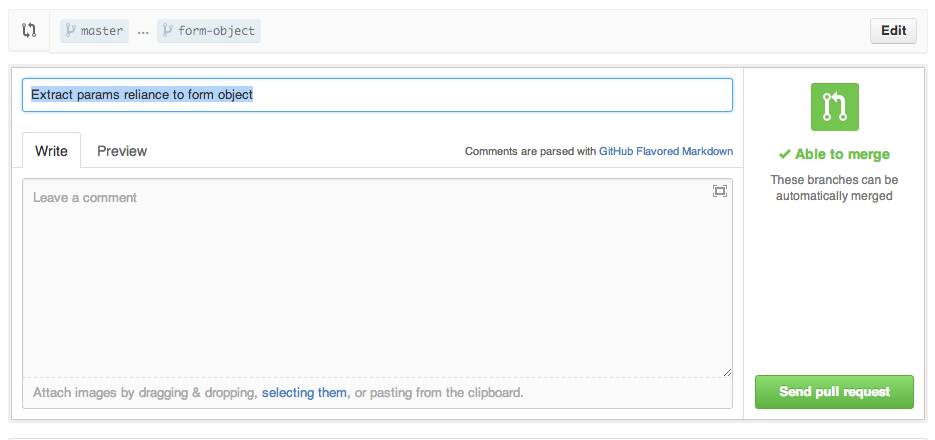 master ... form-object Edit
Extract params reliance to form object
Write Preview Comments are parsed with GitHub Flavored Markdown
Able to merge
These branches can be
automatically merged
Leave a comment
Attach images by dragging & dropping, selecting them, or pasting from the clipboard.
Send pull request